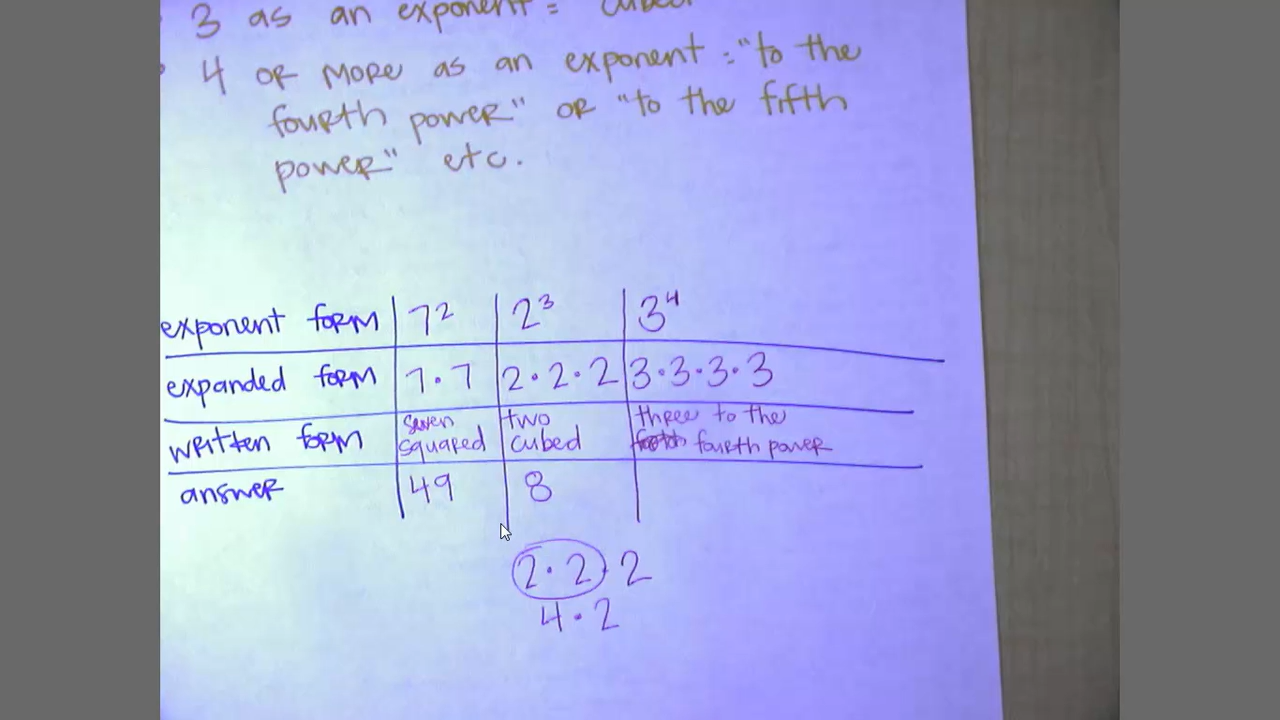 3 as an exponent = cubed
4 or more as an exponent = "to the
fourth power" or "to the fifth
power" etc.
exponent form 7² 2³ 3⁴
expanded form 7·7 2·2·2 3·3·3·3
written form seven squared two cubed three to the fourth power
answer 49 8
2·2·2
4·2